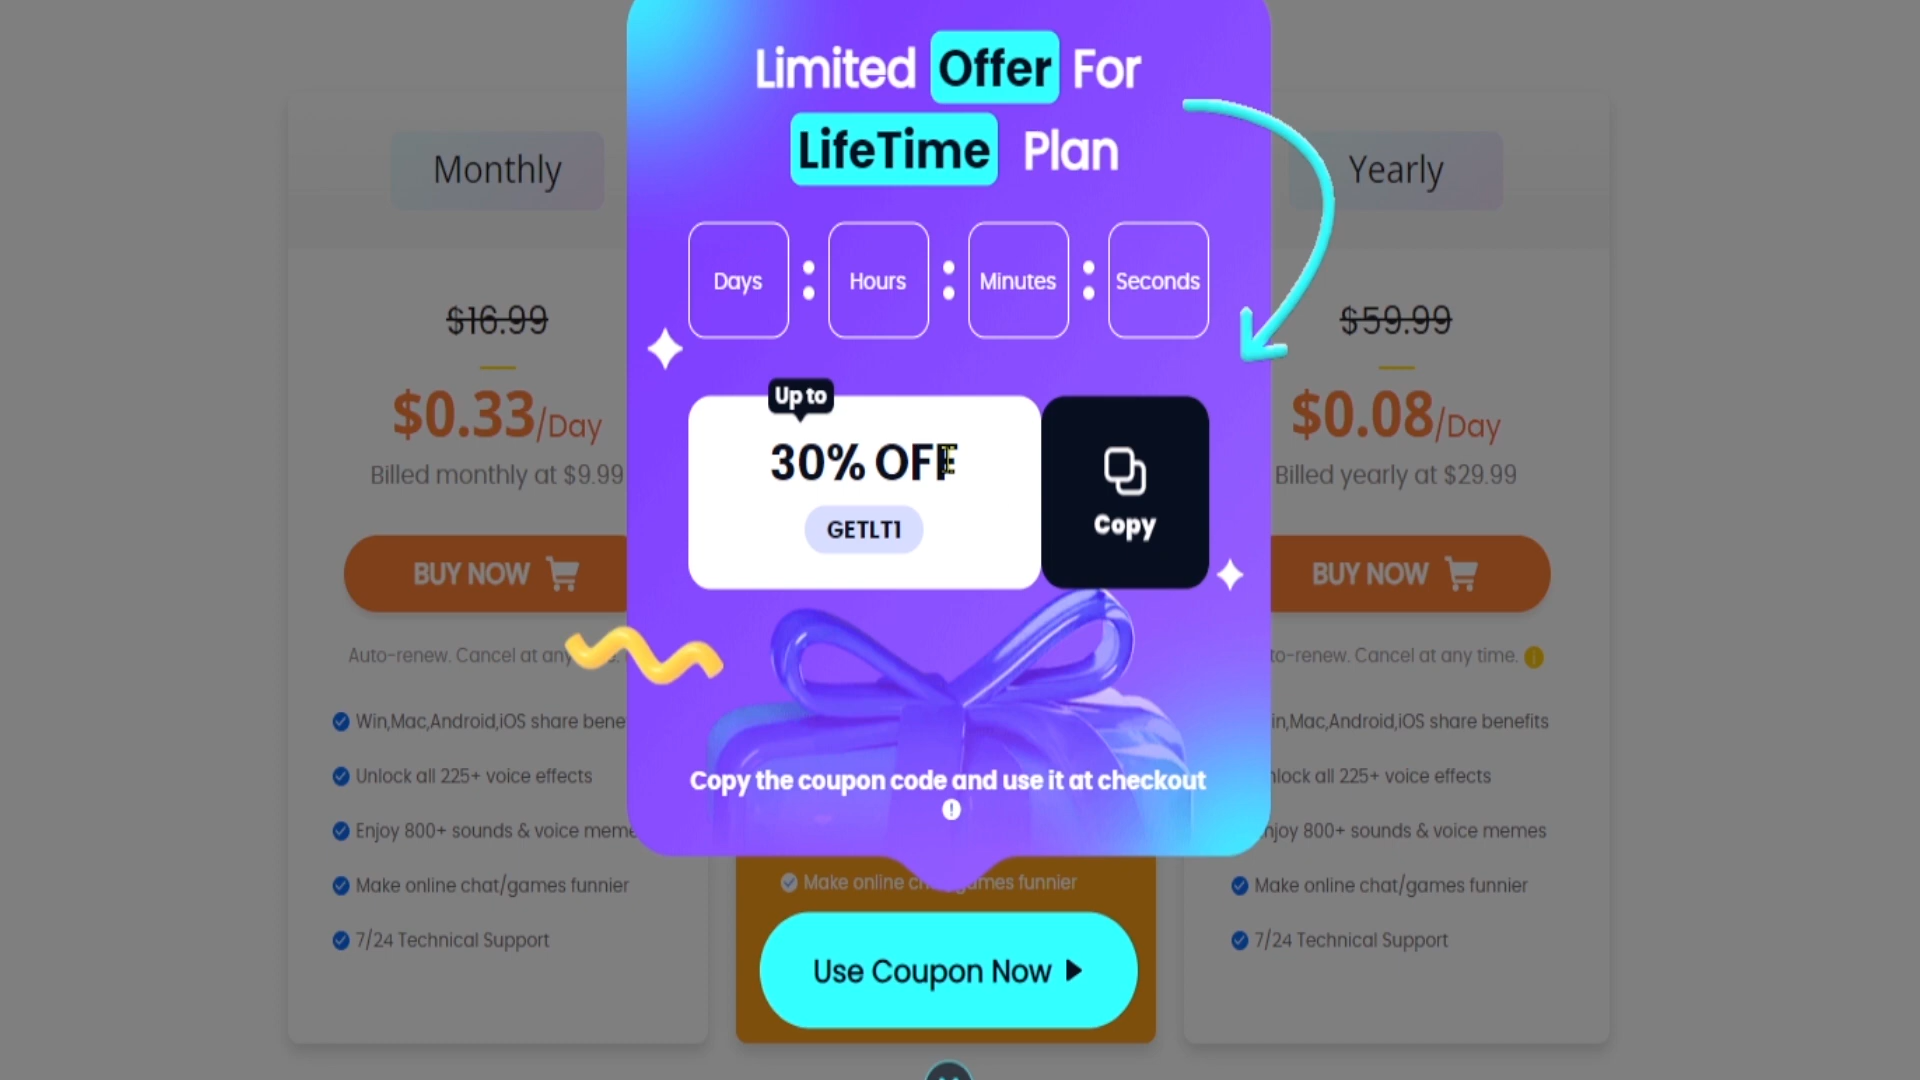 Limited Offer For
LifeTime Plan
Days : Hours : Minutes : Seconds
Up to
30% OFF
GETLT1
Copy
Copy the coupon code and use it at checkout
!
Use Coupon Now
Monthly
$16.99
$0.33/Day
Billed monthly at $9.99
BUY NOW
Auto-renew. Cancel at any
Win,Mac,Android,iOS share bene
Unlock all 225+ voice effects
Enjoy 800+ sounds & voice meme
Make online chat/games funnier
7/24 Technical Support
Make online chat/games funnier
Yearly
$59.99
$0.08/Day
Billed yearly at $29.99
BUY NOW
to-renew. Cancel at any time.
in,Mac,Android,iOS share benefits
nlock all 225+ voice effects
njoy 800+ sounds & voice memes
Make online chat/games funnier
7/24 Technical Support